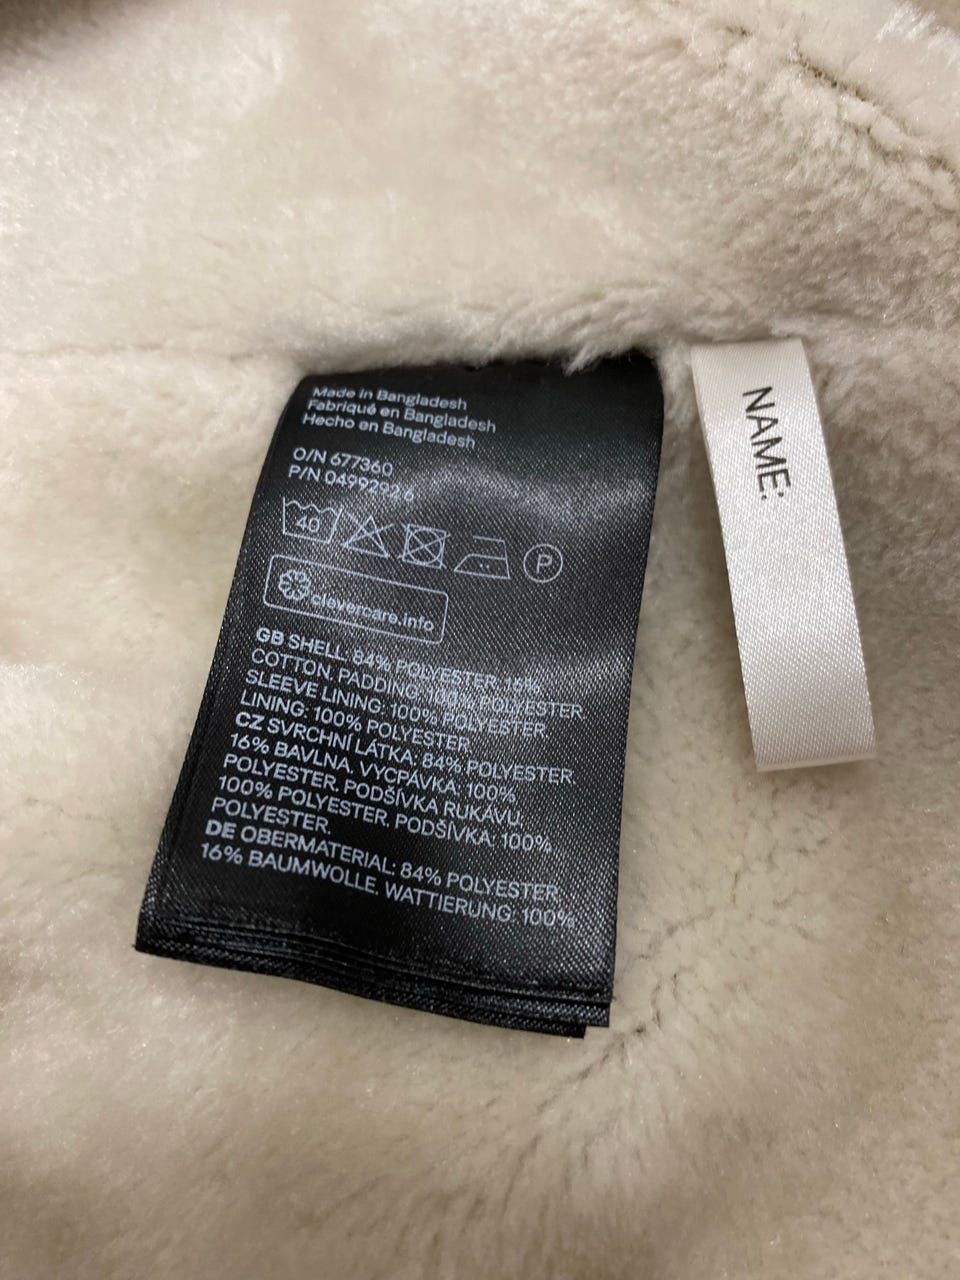 Made in Bangladesh
Fabriqué en Bangladesh
Hecho en Bangladesh
O/N 677360
P/N 0499292 6
40
P
clevercare.info
GB SHELL. 84% POLYESTER, 16%
COTTON, PADDING: 100% POLYESTER.
SLEEVE LINING: 100% POLYESTER
LINING: 100% POLYESTER
CZ SVRCHNÍ LÁTKA: 84% POLYESTER
16% BAVLNA. VYCPÁVKA: 100%
POLYESTER. PODŠÍVKA RUKÁVU.
100% POLYESTER. PODŠÍVKA: 100%
POLYESTER.
DE OBERMATERIAL: 84% POLYESTER,
16% BAUMWOLLE. WATTIERUNG: 100%
NAME: